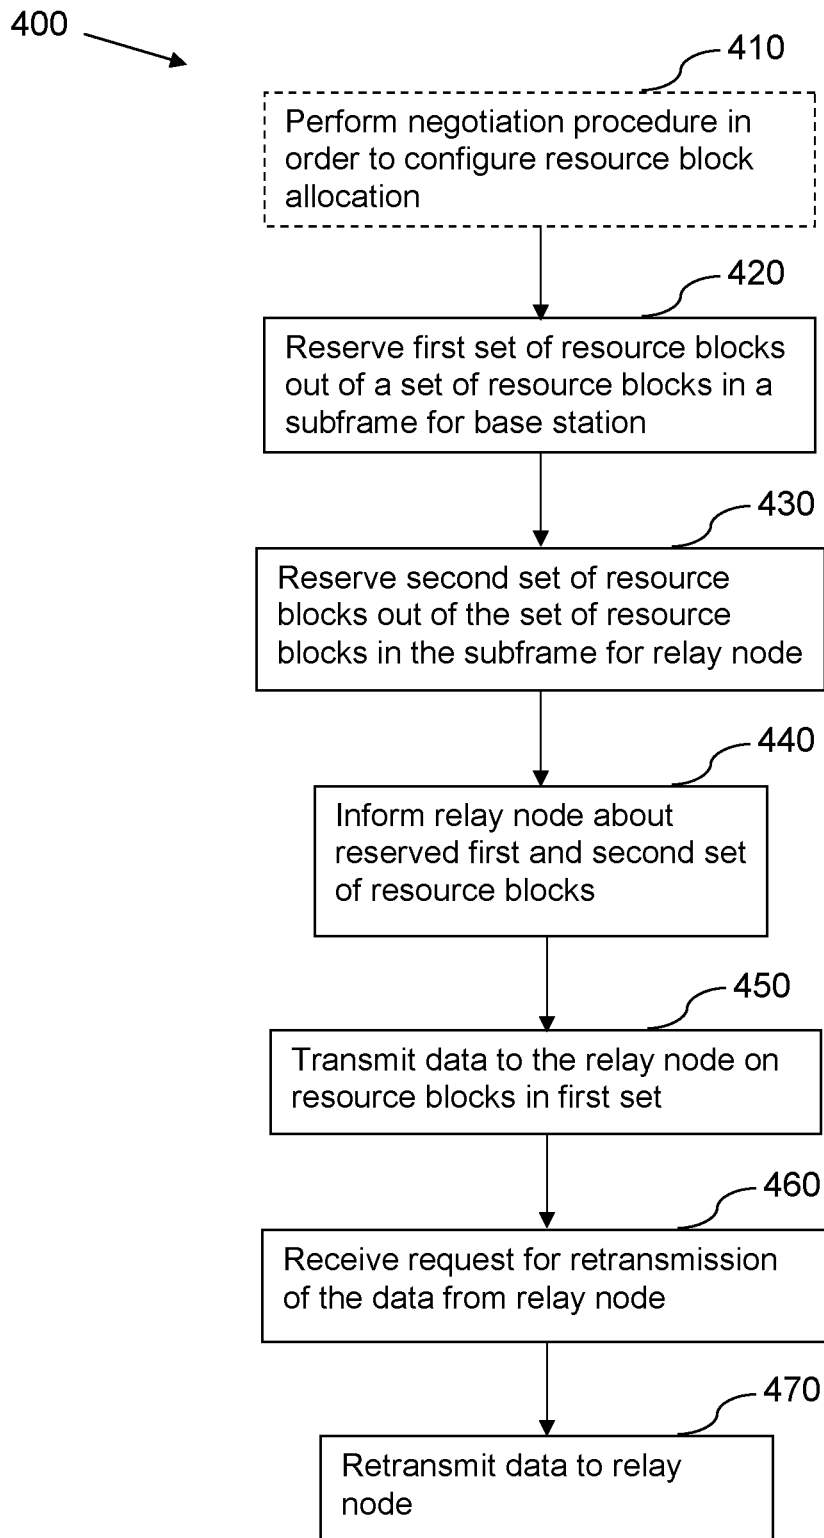 400
410
Perform negotiation procedure in
order to configure resource block
allocation
420
Reserve first set of resource blocks
out of a set of resource blocks in a
subframe for base station
430
Reserve second set of resource
blocks out of the set of resource
blocks in the subframe for relay node
440
Inform relay node about
reserved first and second set
of resource blocks
450
Transmit data to the relay node on
resource blocks in first set
460
Receive request for retransmission
of the data from relay node
470
Retransmit data to relay
node